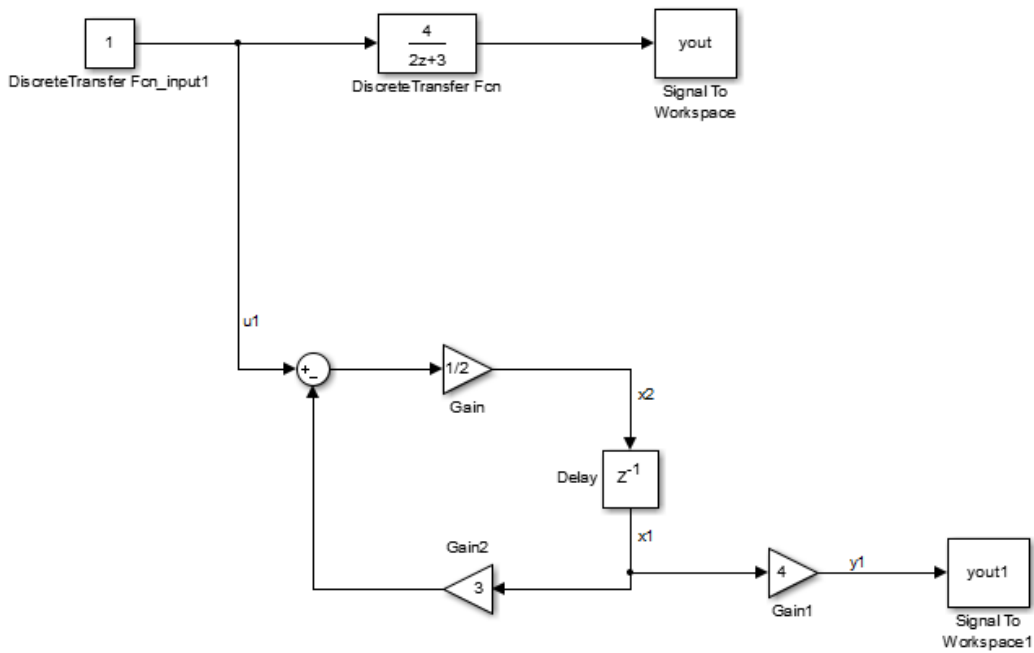 1
DiscreteTransfer Fcn_input1
4
2z+3
DiscreteTransfer Fcn
yout
Signal To
Workspace
u1
+
_
1/2
Gain
x2
Delay
z-1
x1
Gain2
3
4
Gain1
y1
yout1
Signal To
Workspace1